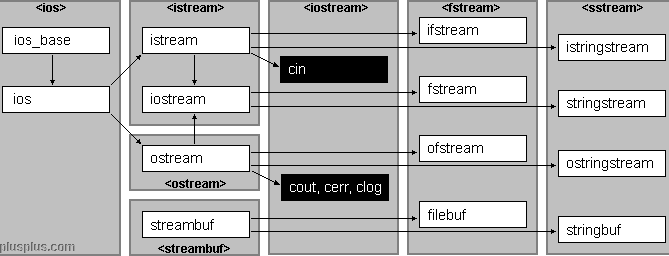 <ios> <istream> <iostream> <fstream> <sstream>
ios_base
istream
ifstream
istringstream
cin
ios
iostream
fstream
stringstream
ostream
ofstream
ostringstream
<ostream>
cout, cerr, clog
streambuf
filebuf
stringbuf
<streambuf>
plusplus.com